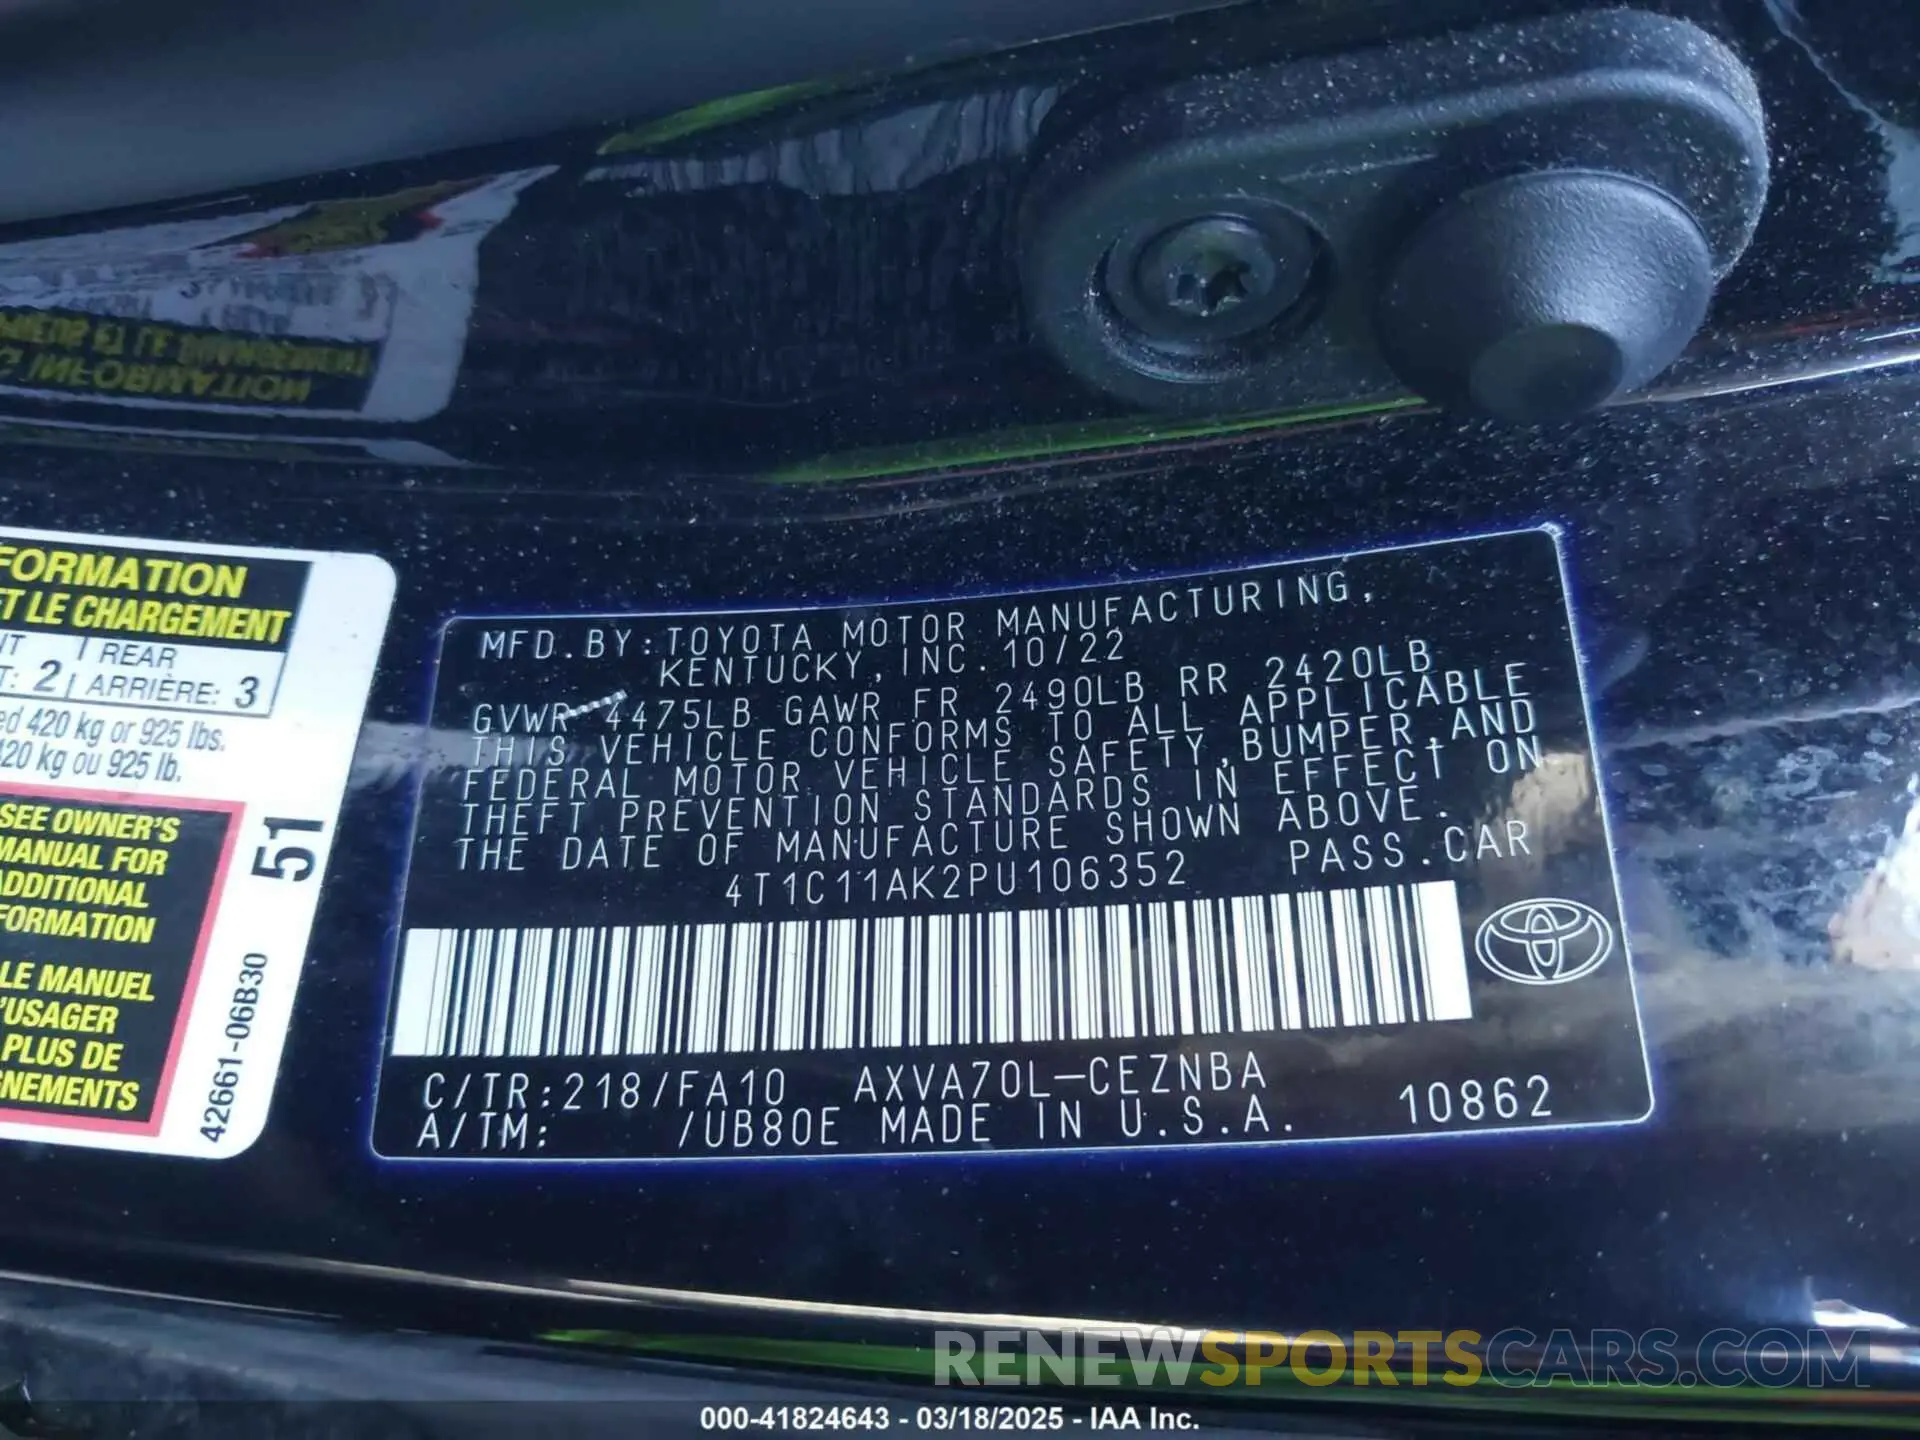 FORMATION
ET LE CHARGEMENT
REAR
2
ARRIÈRE: 3
420 kg or 925 lbs.
420 kg ou 925 lb.
SEE OWNER'S
MANUAL FOR
ADDITIONAL
FORMATION
LE MANUEL
'USAGER
PLUS DE
GNEMENTS
51
42661-06B30
MFD.BY:TOYOTA MOTOR MANUFACTURING,
KENTUCKY,INC.10/22
GVWR 4475LB GAWR FR 2490LB RR 2420LB
THIS VEHICLE CONFORMS TO ALL APPLICABLE
FEDERAL MOTOR VEHICLE SAFETY,BUMPER,AND
THEFT PREVENTION STANDARDS IN EFFECT ON
THE DATE OF MANUFACTURE SHOWN ABOVE.
4T1C11AK2PU106352 PASS.CAR
C/TR:218/FA10 AXVA70L-CEZNBA
A/TM: /UB80E MADE IN U.S.A. 10862
RENEWSPORTSCARS.COM
000-41824643 - 03/18/2025 - IAA Inc.